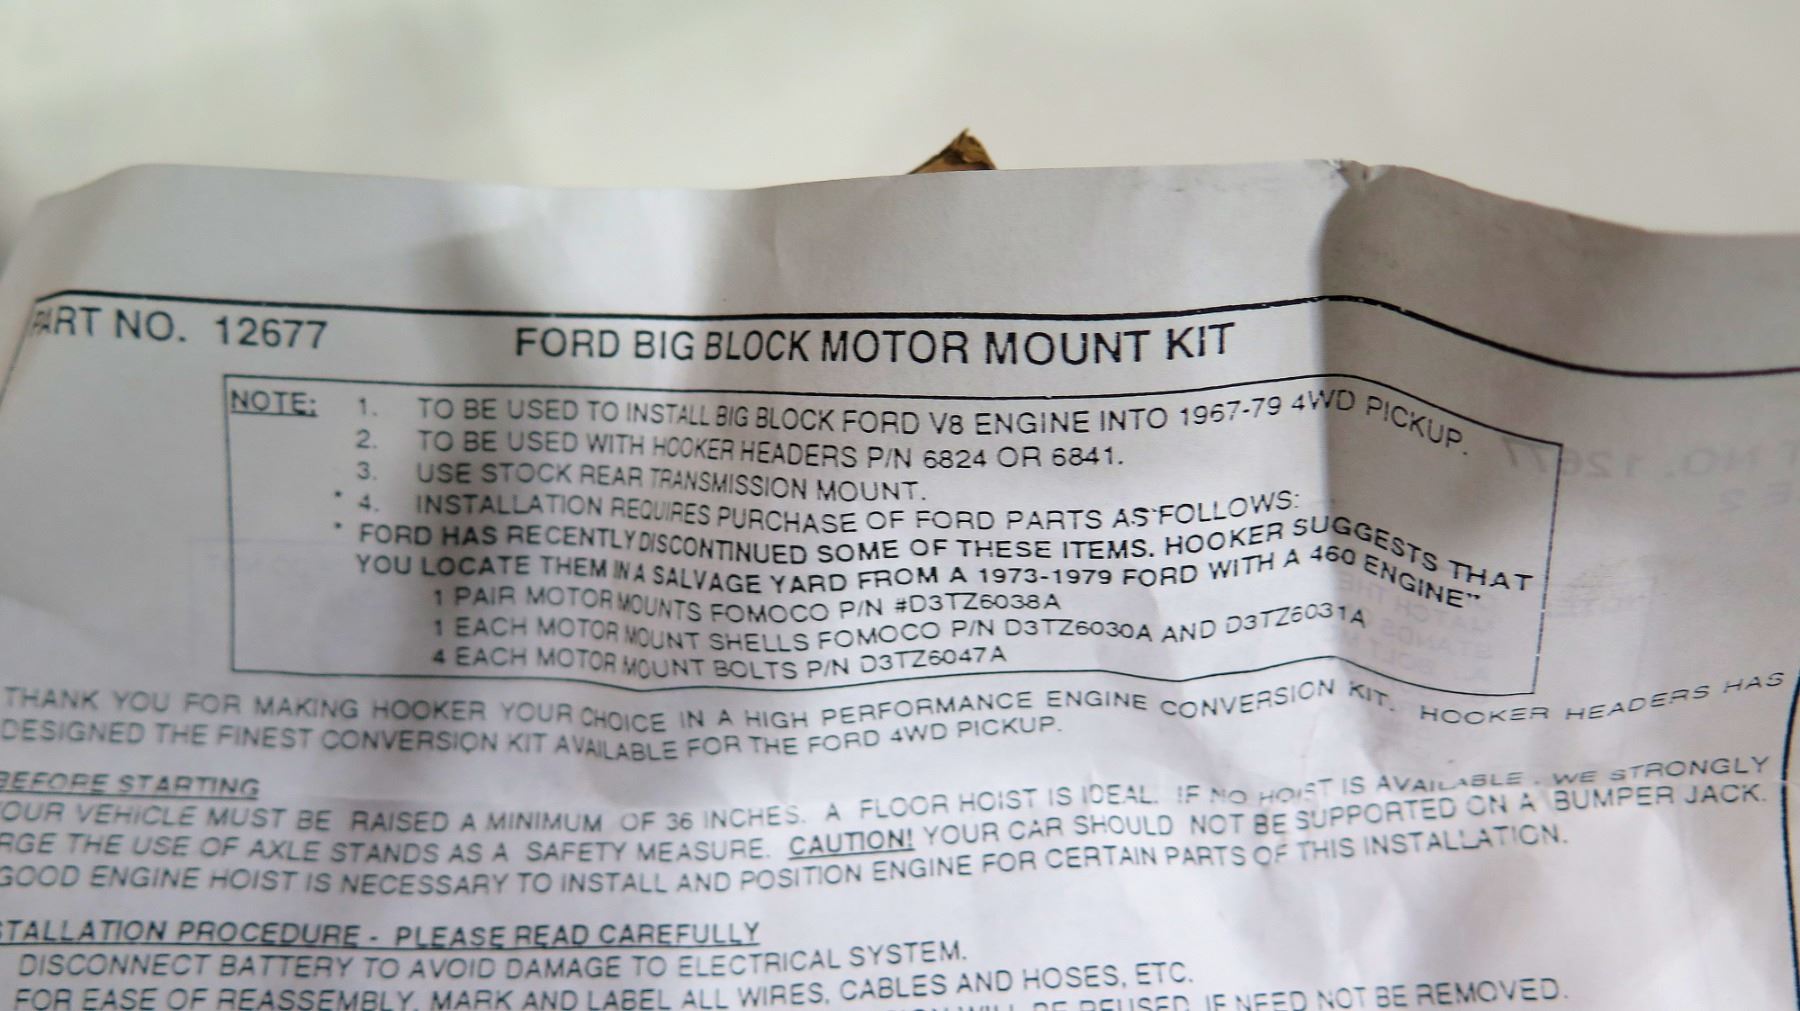 PART NO. 12677
FORD BIG BLOCK MOTOR MOUNT KIT
NOTE: 1. TO BE USED TO INSTALL BIG BLOCK FORD V8 ENGINE INTO 1967-79 4WD PICKUP.
2. TO BE USED WITH HOOKER HEADERS P/N 6824 OR 6841.
3. USE STOCK REAR TRANSMISSION MOUNT.
* 4. INSTALLATION REQUIRES PURCHASE OF FORD PARTS AS FOLLOWS:
* FORD HAS RECENTLY DISCONTINUED SOME OF THESE ITEMS. HOOKER SUGGESTS THAT
YOU LOCATE THEM IN A SALVAGE YARD FROM A 1973-1979 FORD WITH A 460 ENGINE"
1 PAIR MOTOR MOUNTS FOMOCO P/N #D3TZ6038A
1 EACH MOTOR MOUNT SHELLS FOMOCO P/N D3TZ6030A AND D3TZ6031A
4 EACH MOTOR MOUNT BOLTS P/N D3TZ6047A
THANK YOU FOR MAKING HOOKER YOUR CHOICE IN A HIGH PERFORMANCE ENGINE CONVERSION KIT. HOOKER HEADERS HAS
DESIGNED THE FINEST CONVERSION KIT AVAILABLE FOR THE FORD 4WD PICKUP.
BEFORE STARTING
YOUR VEHICLE MUST BE RAISED A MINIMUM OF 36 INCHES. A FLOOR HOIST IS IDEAL. IF NO HOIST IS AVAILABLE, WE STRONGLY
RGE THE USE OF AXLE STANDS AS A SAFETY MEASURE. CAUTION! YOUR CAR SHOULD NOT BE SUPPORTED ON A BUMPER JACK.
GOOD ENGINE HOIST IS NECESSARY TO INSTALL AND POSITION ENGINE FOR CERTAIN PARTS OF THIS INSTALLATION.
STALLATION PROCEDURE - PLEASE READ CAREFULLY
DISCONNECT BATTERY TO AVOID DAMAGE TO ELECTRICAL SYSTEM.
FOR EASE OF REASSEMBLY, MARK AND LABEL ALL WIRES, CABLES AND HOSES, ETC.
WILL BE REUSED IF NEED NOT BE REMOVED.